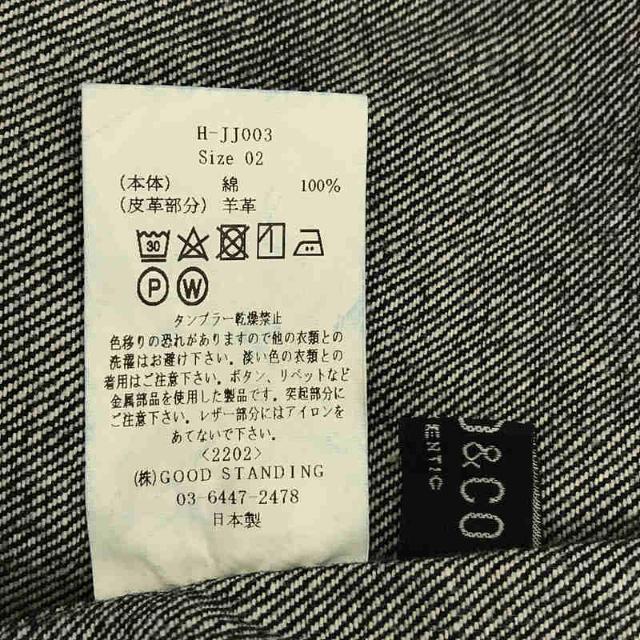 H-JJ003
Size 02
(本体) 綿 100%
(皮革部分) 羊革
30
P W
タンブラー乾燥禁止
色移りの恐れがありますので他の衣類との
洗濯はお避け下さい。淡い色の衣類との
着用はご注意下さい。ボタン、リベットなど
金属部品を使用した製品です。突起部分に
ご注意下さい。レザー部分にはアイロンを
あてないで下さい。
<2202>
(株)GOOD STANDING
03-6447-2478
日本製
& CO